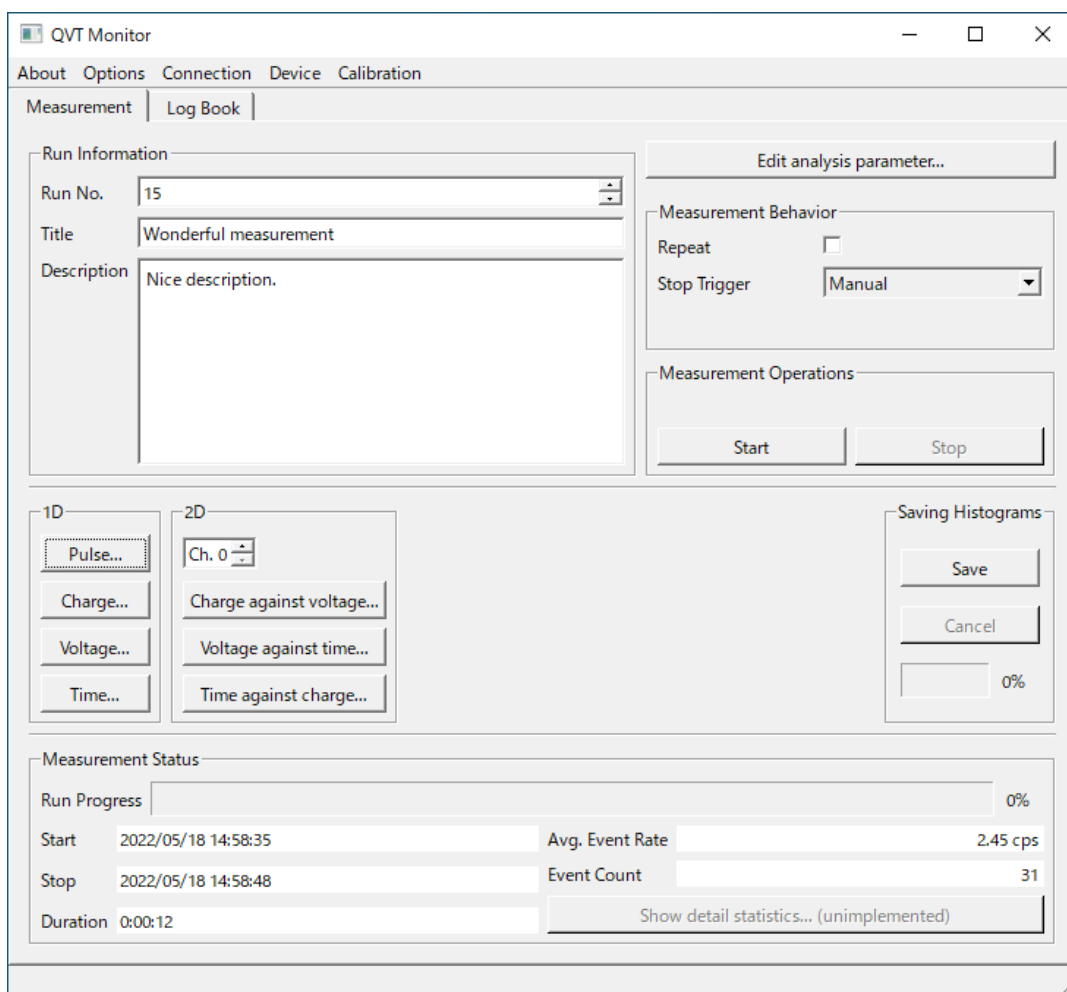 QVT Monitor
About Options Connection Device Calibration
Measurement Log Book
Run Information
Run No. 15
Title Wonderful measurement
Description Nice description.
Edit analysis parameter...
Measurement Behavior
Repeat
Stop Trigger Manual
Measurement Operations
Start Stop
1D
Pulse...
Charge...
Voltage...
Time...
2D
Ch. 0
Charge against voltage...
Voltage against time...
Time against charge...
Saving Histograms
Save
Cancel
0%
Measurement Status
Run Progress 0%
Start 2022/05/18 14:58:35
Stop 2022/05/18 14:58:48
Duration 0:00:12
Avg. Event Rate 2.45 cps
Event Count 31
Show detail statistics... (unimplemented)